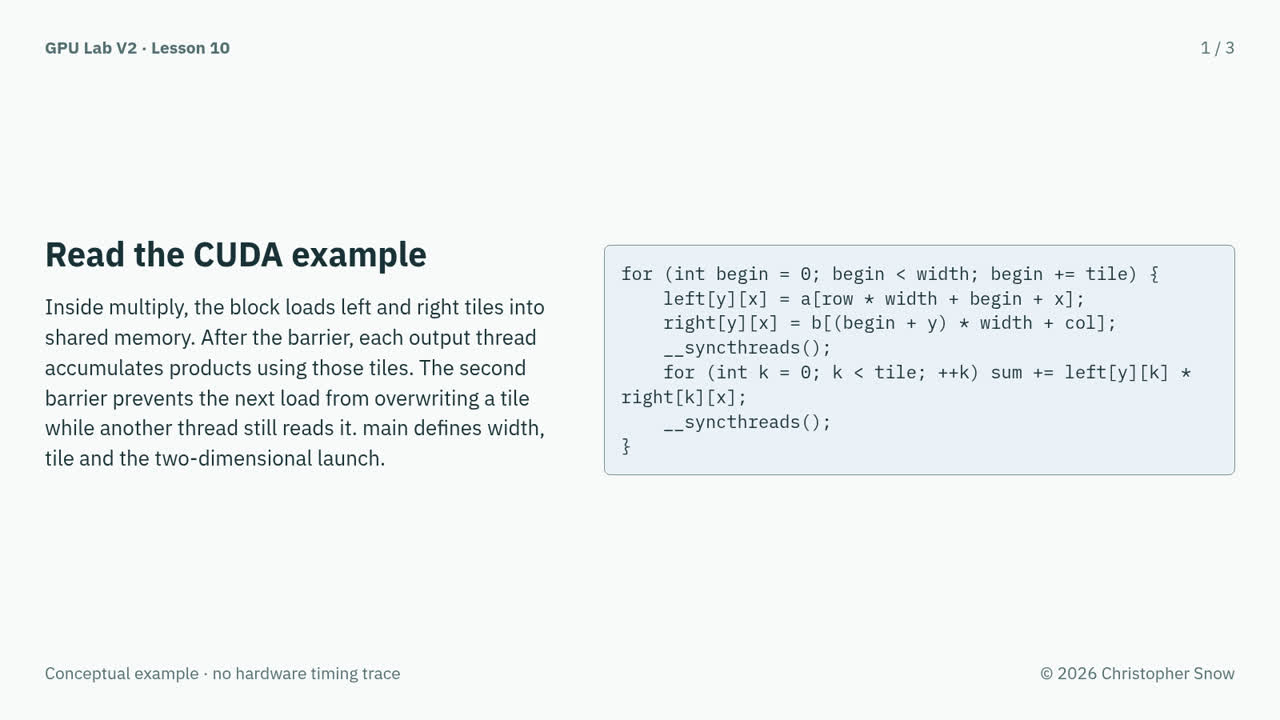 GPU Lab V2 · Lesson 10
1 / 3
Read the CUDA example
Inside multiply, the block loads left and right tiles into
shared memory. After the barrier, each output thread
accumulates products using those tiles. The second
barrier prevents the next load from overwriting a tile
while another thread still reads it. main defines width,
tile and the two-dimensional launch.
for (int begin = 0; begin < width; begin += tile) {
    left[y][x] = a[row * width + begin + x];
    right[y][x] = b[(begin + y) * width + col];
    __syncthreads();
    for (int k = 0; k < tile; ++k) sum += left[y][k] *
right[k][x];
    __syncthreads();
}
Conceptual example · no hardware timing trace
© 2026 Christopher Snow